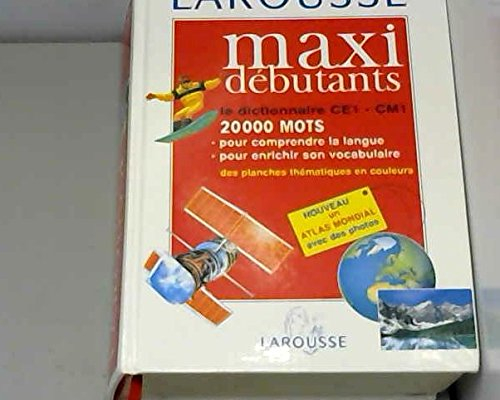 LAROUSSE
maxi
débutants
le dictionnaire CE1 - CM1
20000 MOTS
• pour comprendre la langue
• pour enrichir son vocabulaire
des planches thématiques en couleurs
NOUVEAU
un
ATLAS MONDIAL
avec des photos
LAROUSSE